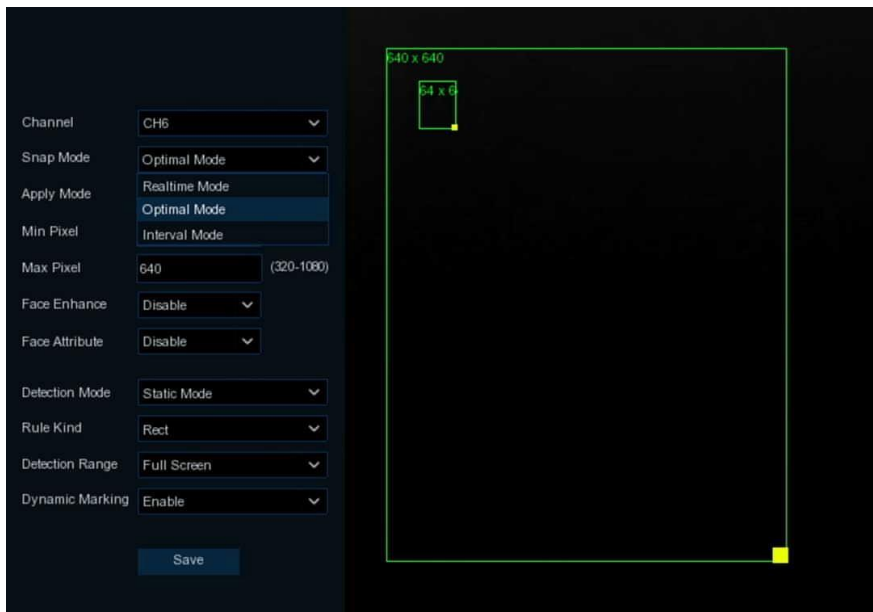 Channel CH6
Snap Mode Optimal Mode
Realtime Mode
Apply Mode
Optimal Mode
Min Pixel Interval Mode
Max Pixel 640 (320-1080)
Face Enhance Disable
Face Attribute Disable
Detection Mode Static Mode
Rule Kind Rect
Detection Range Full Screen
Dynamic Marking Enable
Save
640 x 640
64 x 6